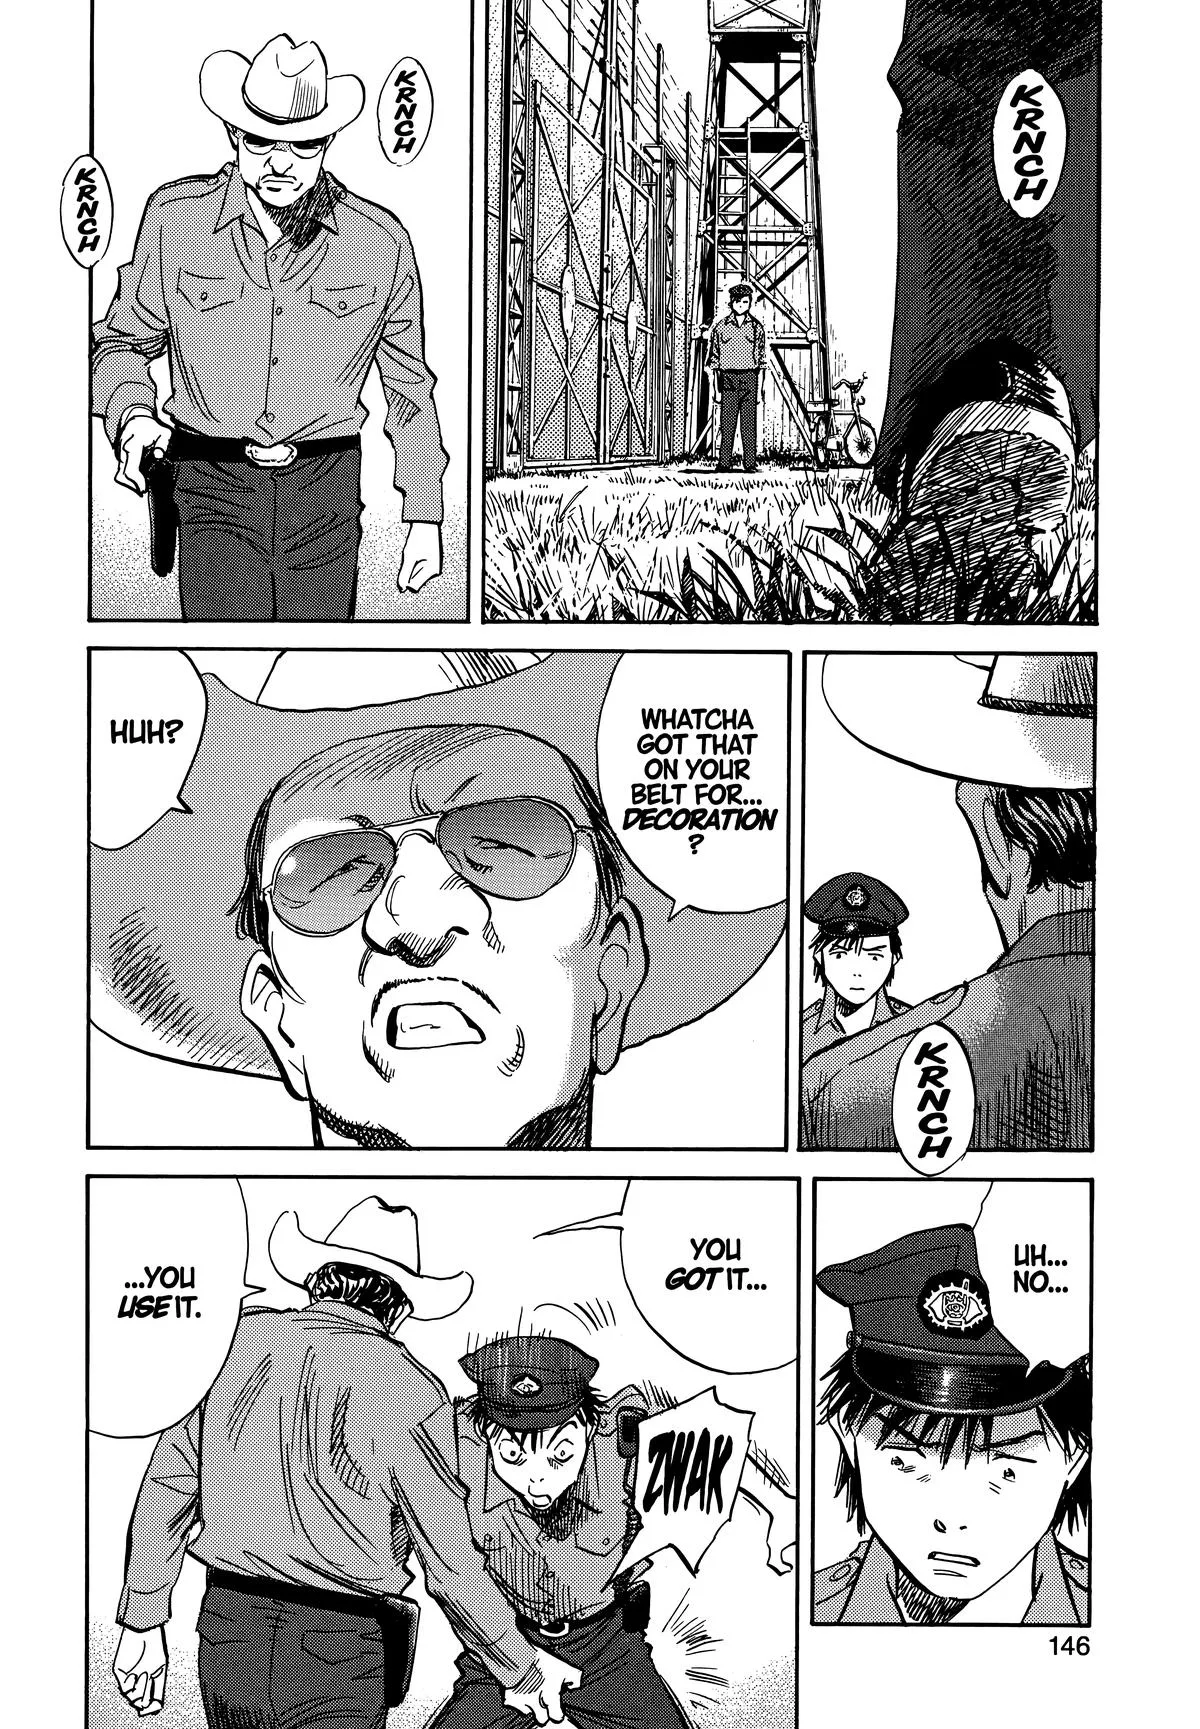 KRNCH
KRNCH
KRNCH
KRNCH
WHATCHA
GOT THAT
ON YOUR
BELT FOR...
DECORATION
?
HUH?
UH...
NO...
YOU
GOT IT...
ZWAK
...YOU
USE IT.
146